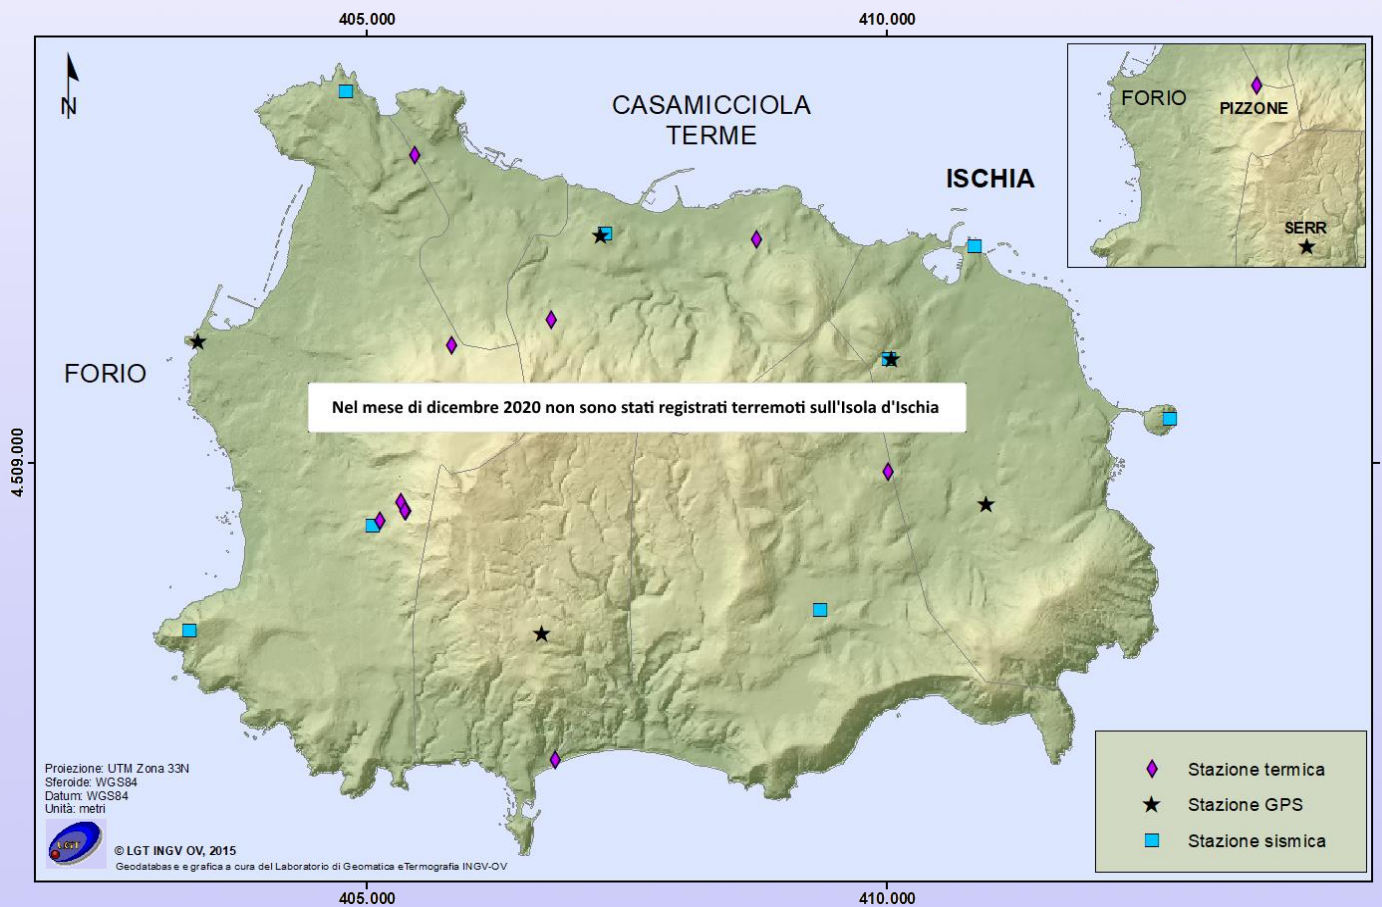 405.000
410.000
N
CASAMICCIOLA
TERME
ISCHIA
FORIO
PIZZONE
SERR
FORIO
Nel mese di dicembre 2020 non sono stati registrati terremoti sull'Isola d'Ischia
4.509.000
Proiezione: UTM Zona 33N
Sferoide: WGS84
Datum: WGS84
Unità: metri
LGT
© LGT INGV OV, 2015
Geodatabase e grafica a cura del Laboratorio di Geomatica eTermografia INGV-OV
Stazione termica
Stazione GPS
Stazione sismica
405.000
410.000